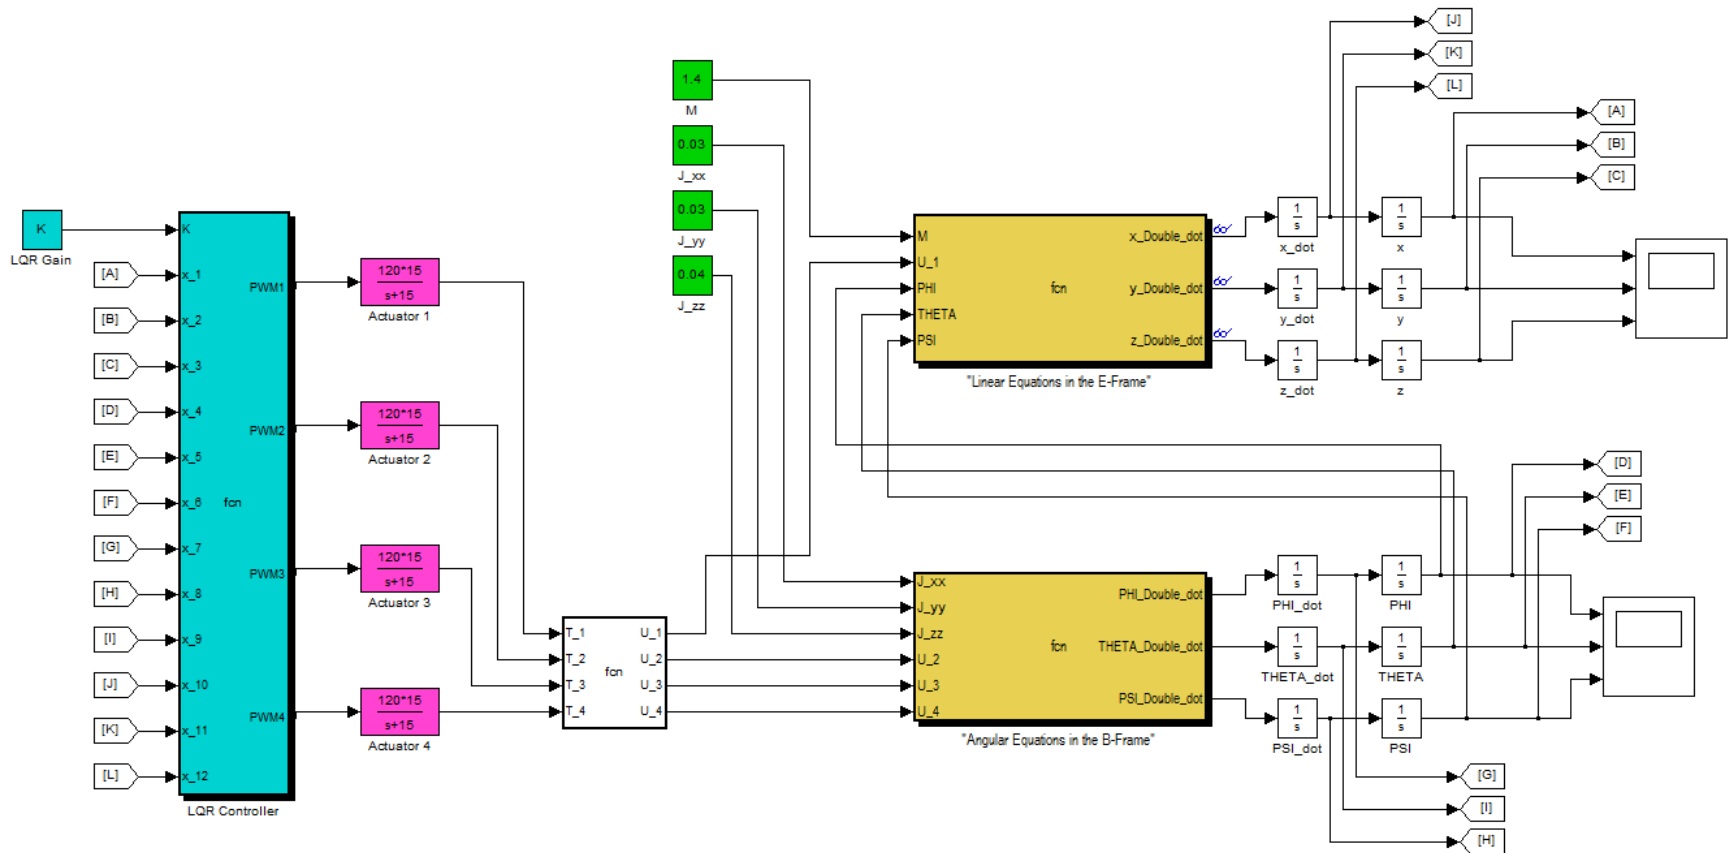 K
LQR Gain
[A]
[B]
[C]
[D]
[E]
[F]
[G]
[H]
[I]
[J]
[K]
[L]
K
x_1
x_2
x_3
x_4
x_5
x_6
x_7
x_8
x_9
x_10
x_11
x_12
fcn
PWM1
PWM2
PWM3
PWM4
LQR Controller
120*15
s+15
Actuator 1
120*15
s+15
Actuator 2
120*15
s+15
Actuator 3
120*15
s+15
Actuator 4
T_1
T_2
T_3
T_4
fcn
U_1
U_2
U_3
U_4
1.4
M
0.03
J_xx
0.03
J_yy
0.04
J_zz
M
U_1
PHI
THETA
PSI
fcn
x_Double_dot
y_Double_dot
z_Double_dot
"Linear Equations in the E-Frame"
J_xx
J_yy
J_zz
U_2
U_3
U_4
fcn
PHI_Double_dot
THETA_Double_dot
PSI_Double_dot
"Angular Equations in the B-Frame"
1
s
x_dot
1
s
x
1
s
y_dot
1
s
y
1
s
z_dot
1
s
z
[J]
[K]
[L]
[A]
[B]
[C]
1
s
PHI_dot
1
s
PHI
1
s
THETA_dot
1
s
THETA
1
s
PSI_dot
1
s
PSI
[D]
[E]
[F]
[G]
[I]
[H]